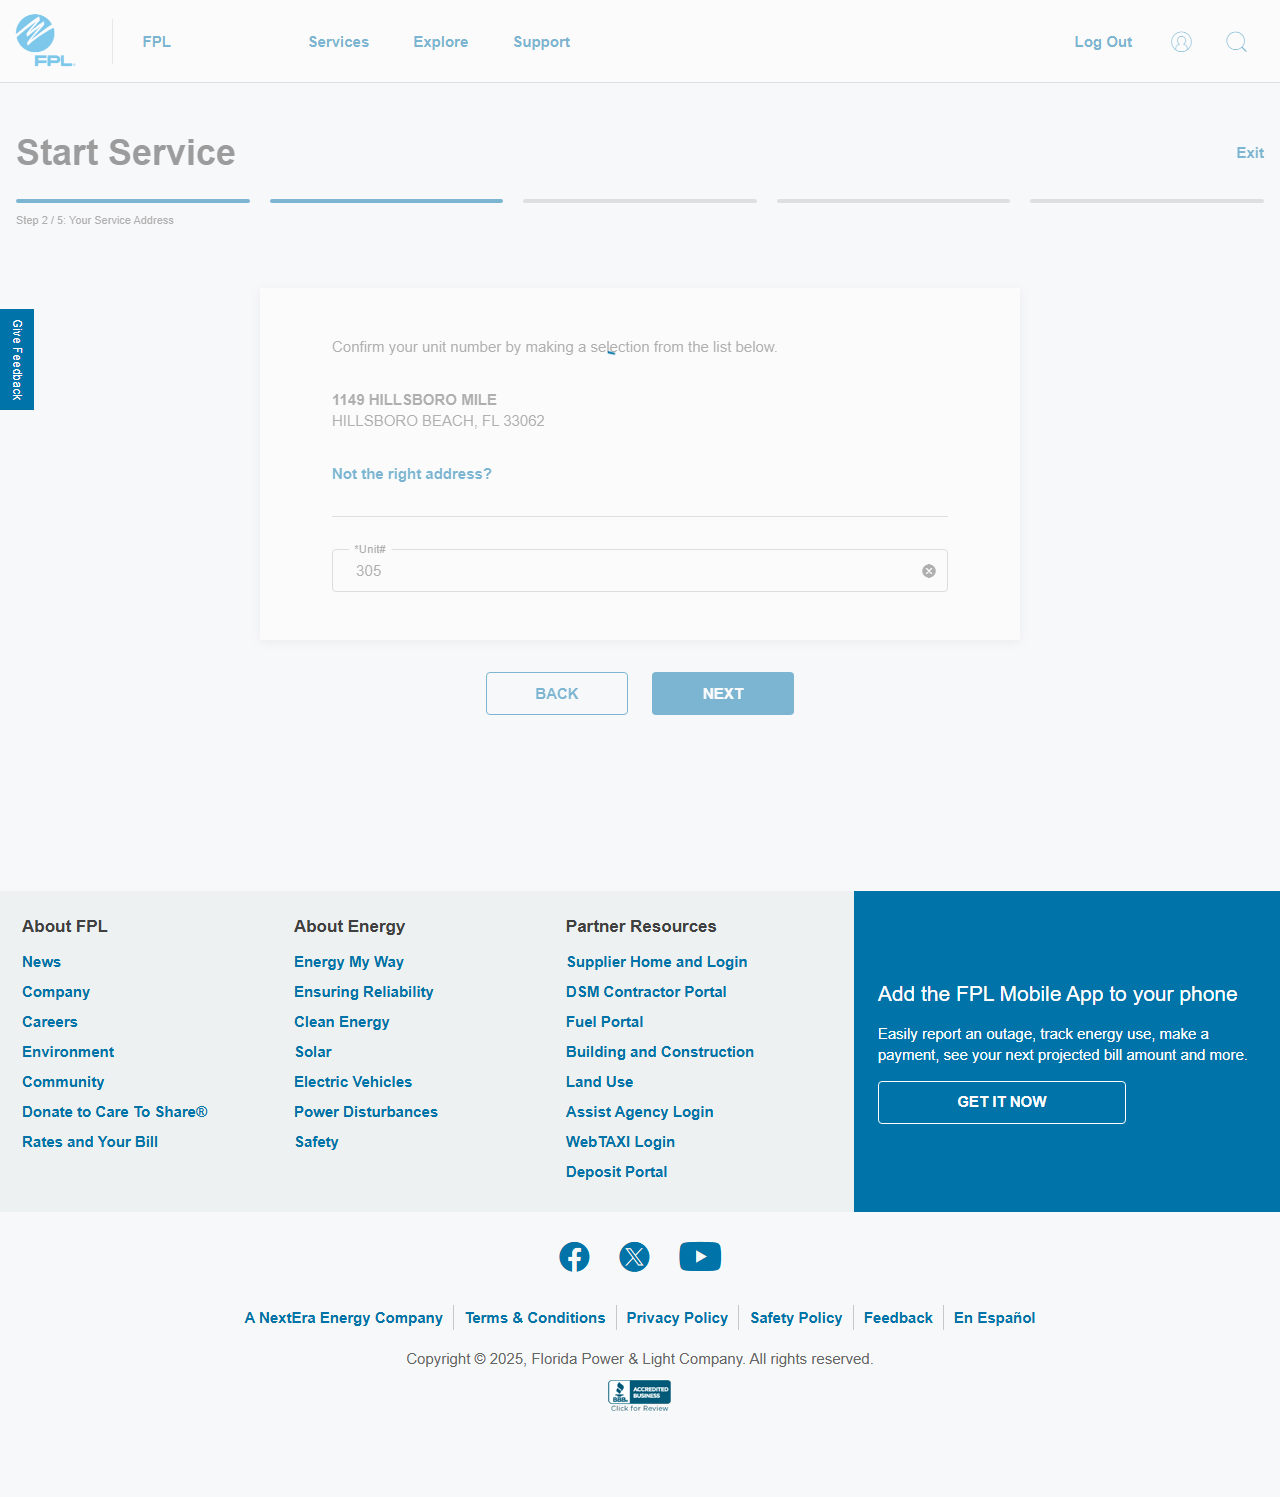 FPL
FPL
Services
Explore
Support
Log Out
Start Service
Exit
Step 2 / 5: Your Service Address
Give Feedback
Confirm your unit number by making a selection from the list below.
1149 HILLSBORO MILE
HILLSBORO BEACH, FL 33062
Not the right address?
*Unit#
305
BACK
NEXT
About FPL
News
Company
Careers
Environment
Community
Donate to Care To Share®
Rates and Your Bill
About Energy
Energy My Way
Ensuring Reliability
Clean Energy
Solar
Electric Vehicles
Power Disturbances
Safety
Partner Resources
Supplier Home and Login
DSM Contractor Portal
Fuel Portal
Building and Construction
Land Use
Assist Agency Login
WebTAXI Login
Deposit Portal
Add the FPL Mobile App to your phone
Easily report an outage, track energy use, make a
payment, see your next projected bill amount and more.
GET IT NOW
A NextEra Energy Company
Terms & Conditions
Privacy Policy
Safety Policy
Feedback
En Español
Copyright © 2025, Florida Power & Light Company. All rights reserved.
BBB.
ACCREDITED
BUSINESS
Click for Review